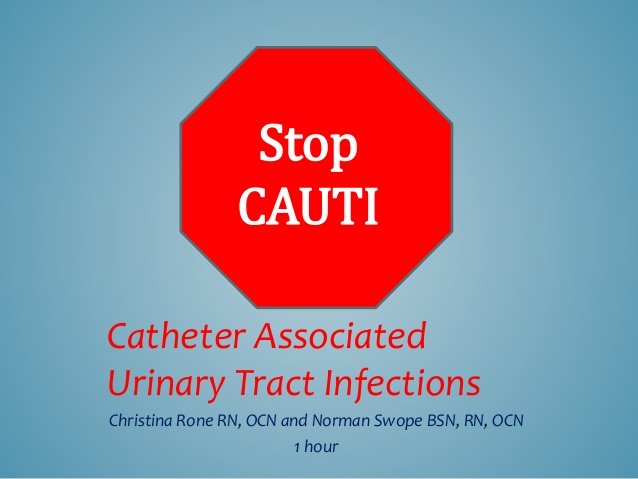 Stop
CAUTI
Catheter Associated
Urinary Tract Infections
Christina Rone RN, OCN and Norman Swope BSN, RN, OCN
1 hour